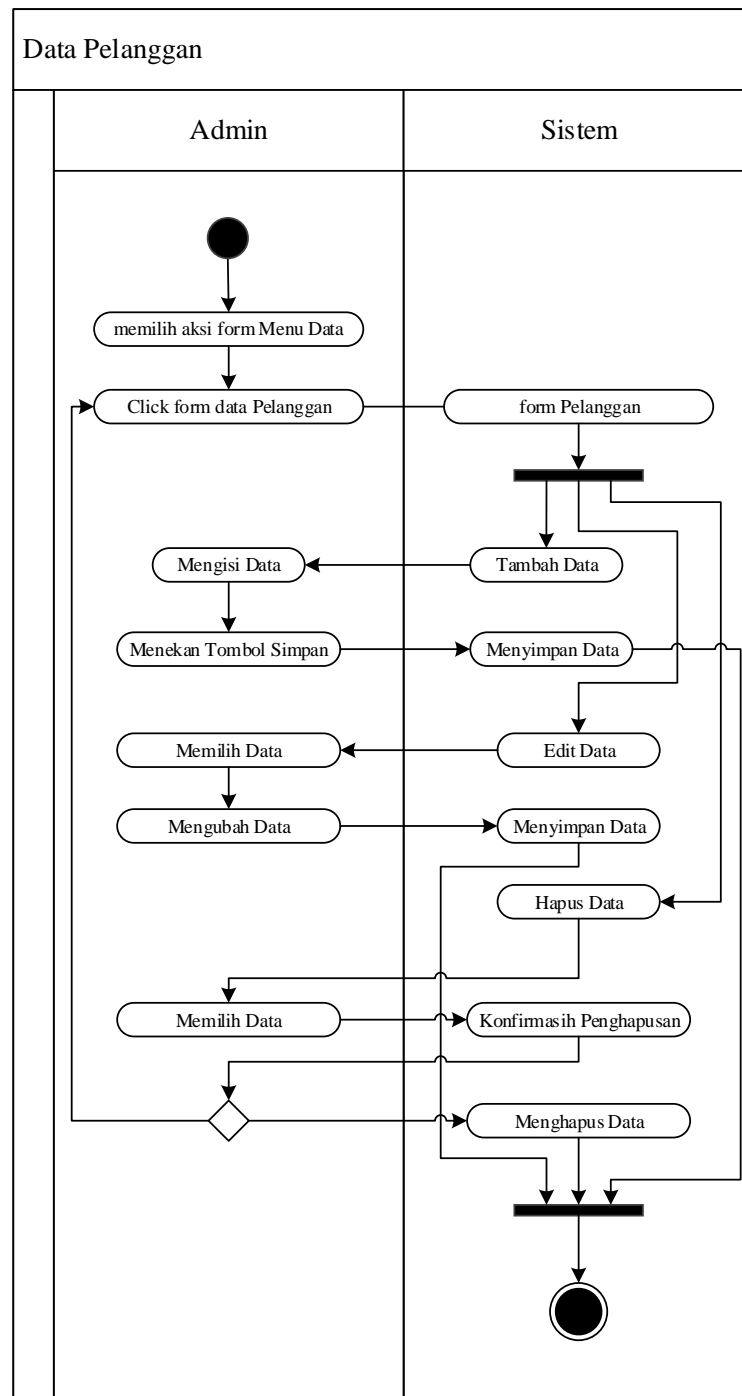 Data Pelanggan
Admin
Sistem
memilih aksi form Menu Data
Click form data Pelanggan
form Pelanggan
Mengisi Data
Tambah Data
Menekan Tombol Simpan
Menyimpan Data
Memilih Data
Edit Data
Mengubah Data
Menyimpan Data
Hapus Data
Memilih Data
Konfirmasih Penghapusan
Menghapus Data